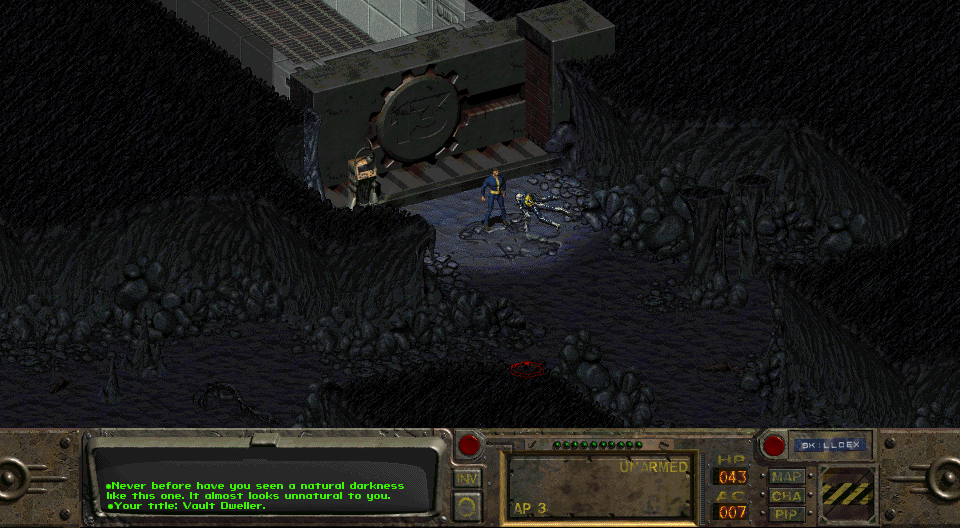 13
●Never before have you seen a natural darkness
like this one. It almost looks unnatural to you.
●Your title: Vault Dweller.
INV
UNARMED
AP 3
HP
043
AC
007
SKILLDEX
MAP
CHA
PIP